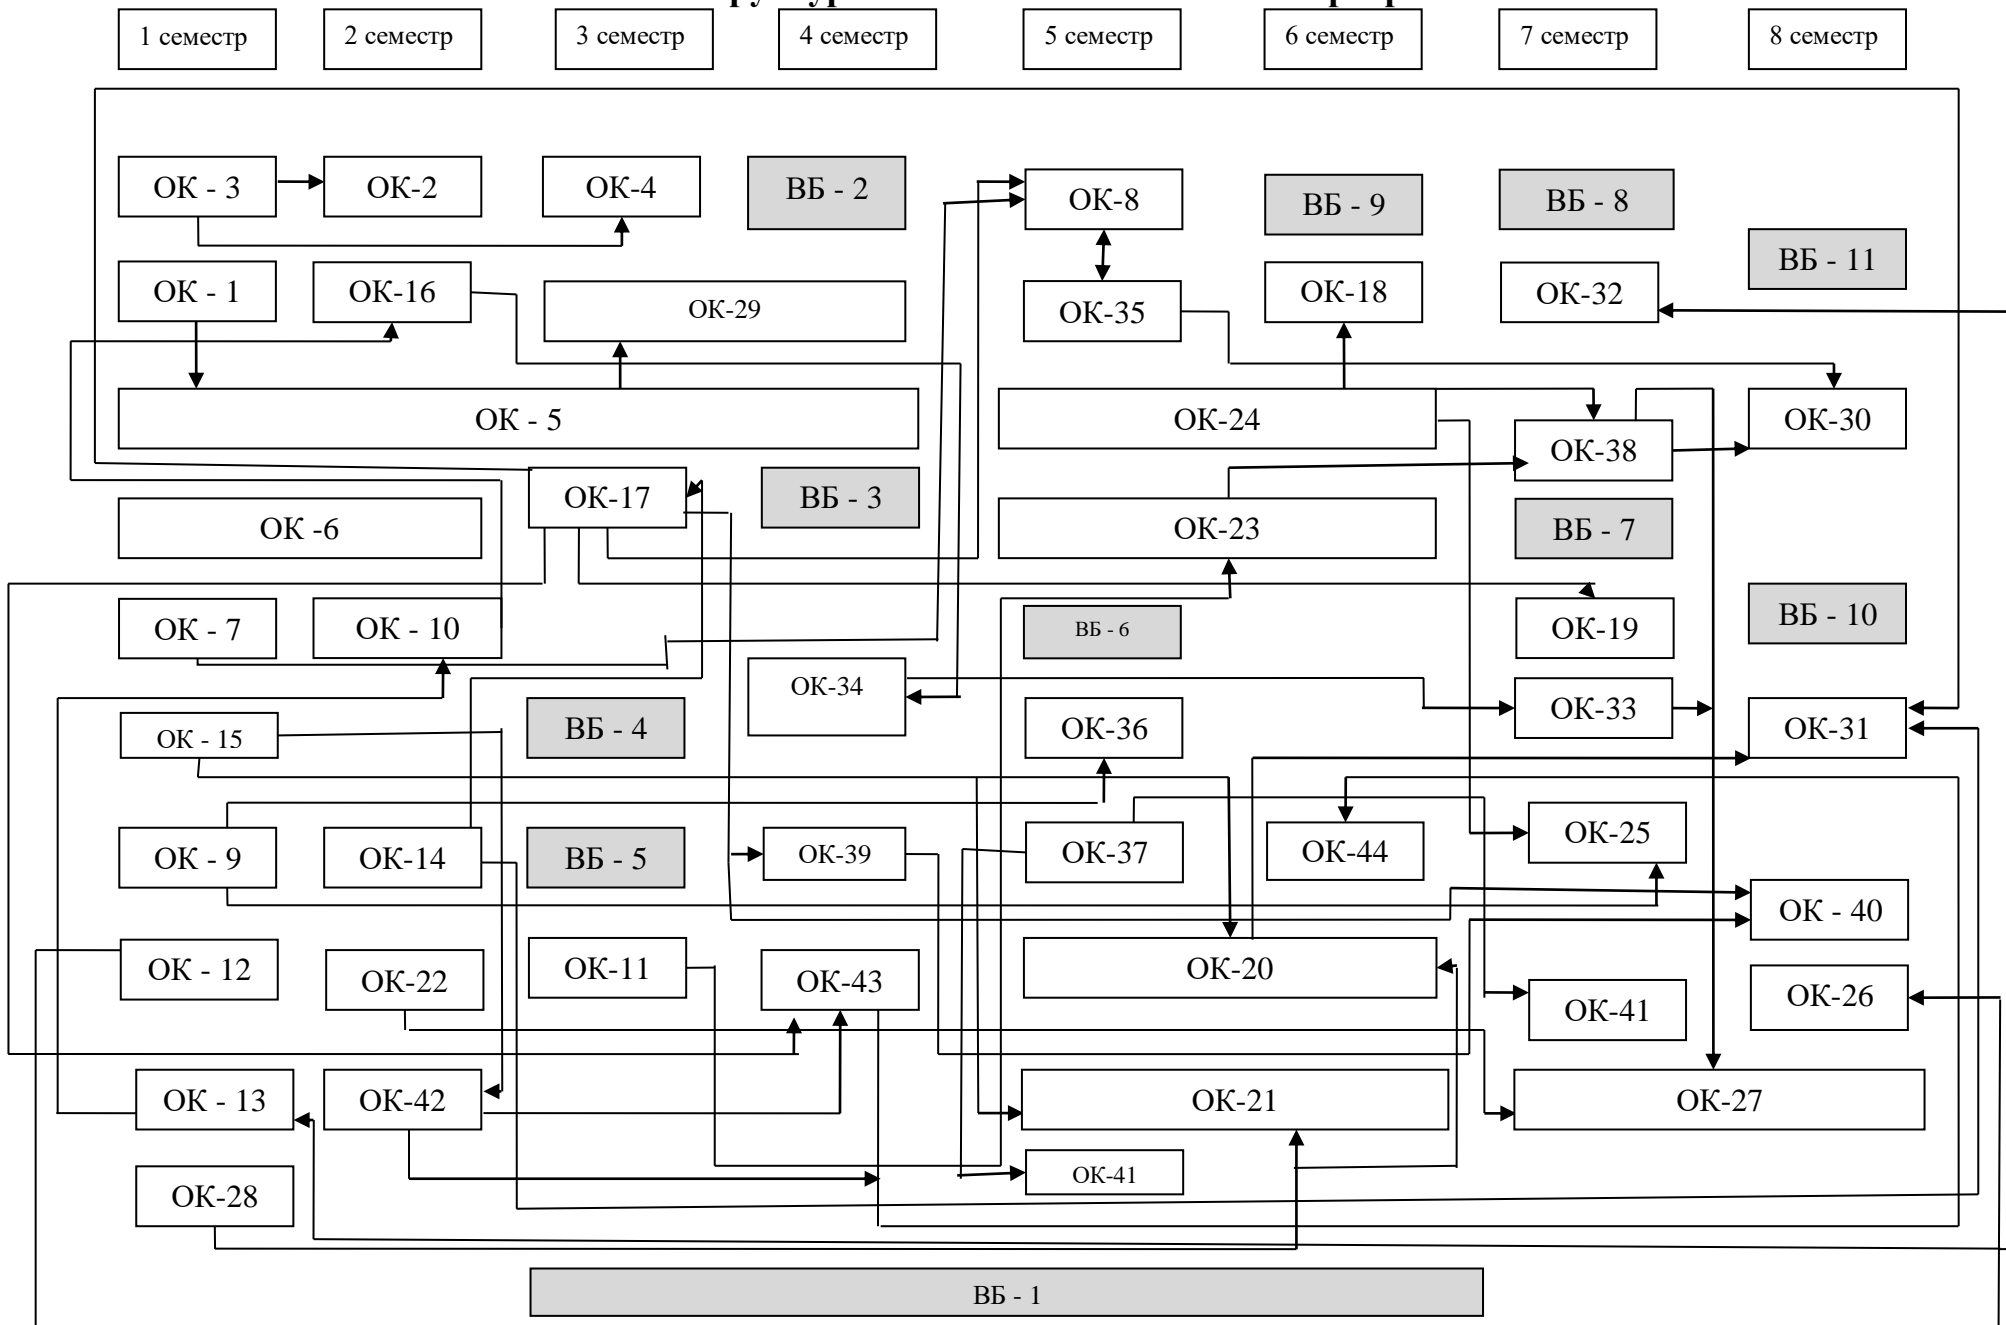 1 семестр 2 семестр 3 семестр 4 семестр 5 семестр 6 семестр 7 семестр 8 семестр
ОК - 3 ОК-2 ОК-4 ВБ - 2 ОК-8 ВБ - 9 ВБ - 8
ВБ - 11
ОК - 1 ОК-16 ОК-29 ОК-35 ОК-18 ОК-32
ОК - 5 ОК-24 ОК-38 ОК-30
ОК-17 ВБ - 3
ОК -6 ОК-23 ВБ - 7
ОК - 7 ОК - 10 ВБ - 6 ОК-19 ВБ - 10
ОК-34 ОК-33
ОК - 15 ВБ - 4 ОК-36 ОК-31
ОК - 9 ОК-14 ВБ - 5 ОК-39 ОК-37 ОК-44 ОК-25
ОК - 40
ОК - 12 ОК-22 ОК-11 ОК-43 ОК-20 ОК-41 ОК-26
ОК - 13 ОК-42 ОК-21 ОК-27
ОК-28 ОК-41
ВБ - 1